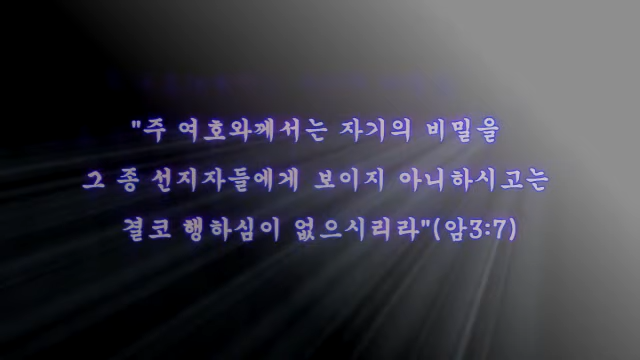 "주 여호와께서는 자기의 비밀을
그 종 선지자들에게 보이지 아니하시고는
결코 행하심이 없으시리라"(암3:7)